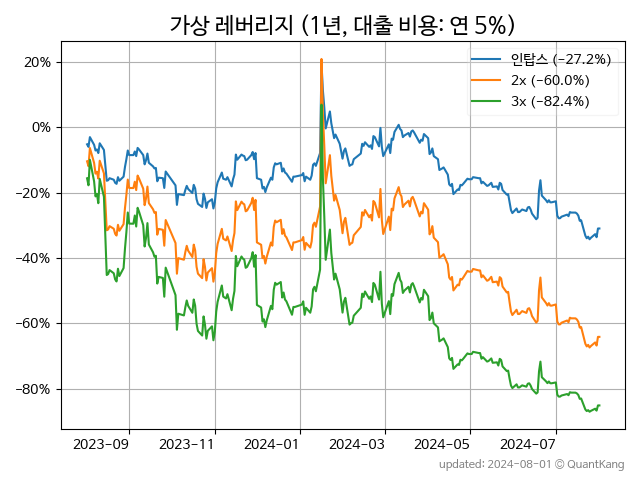 가상 레버리지 (1년, 대출 비용: 연 5%)
인탑스 (−27.2%)
2x (−60.0%)
3x (−82.4%)
20%
0%
−20%
−40%
−60%
−80%
2023-09
2023-11
2024-01
2024-03
2024-05
2024-07
updated: 2024-08-01 © QuantKang